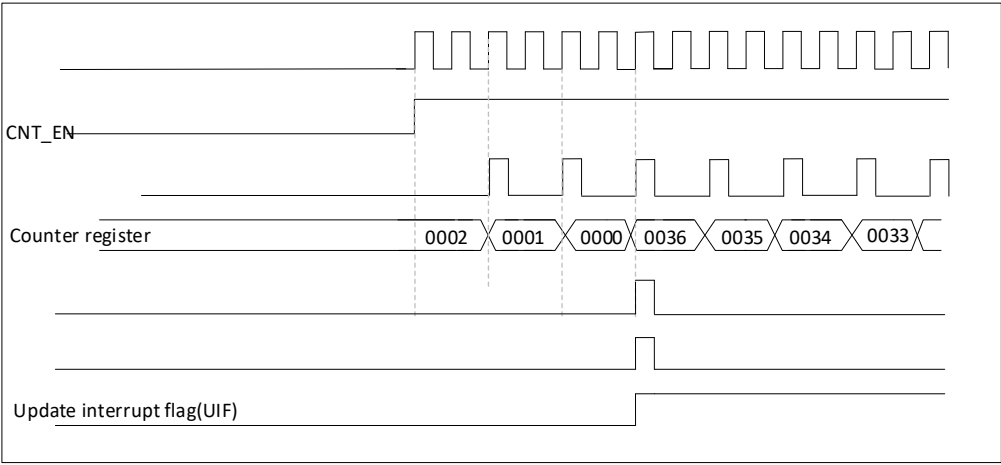 CNT_EN
Counter register 0002 0001 0000 0036 0035 0034 0033
Update interrupt flag(UIF)